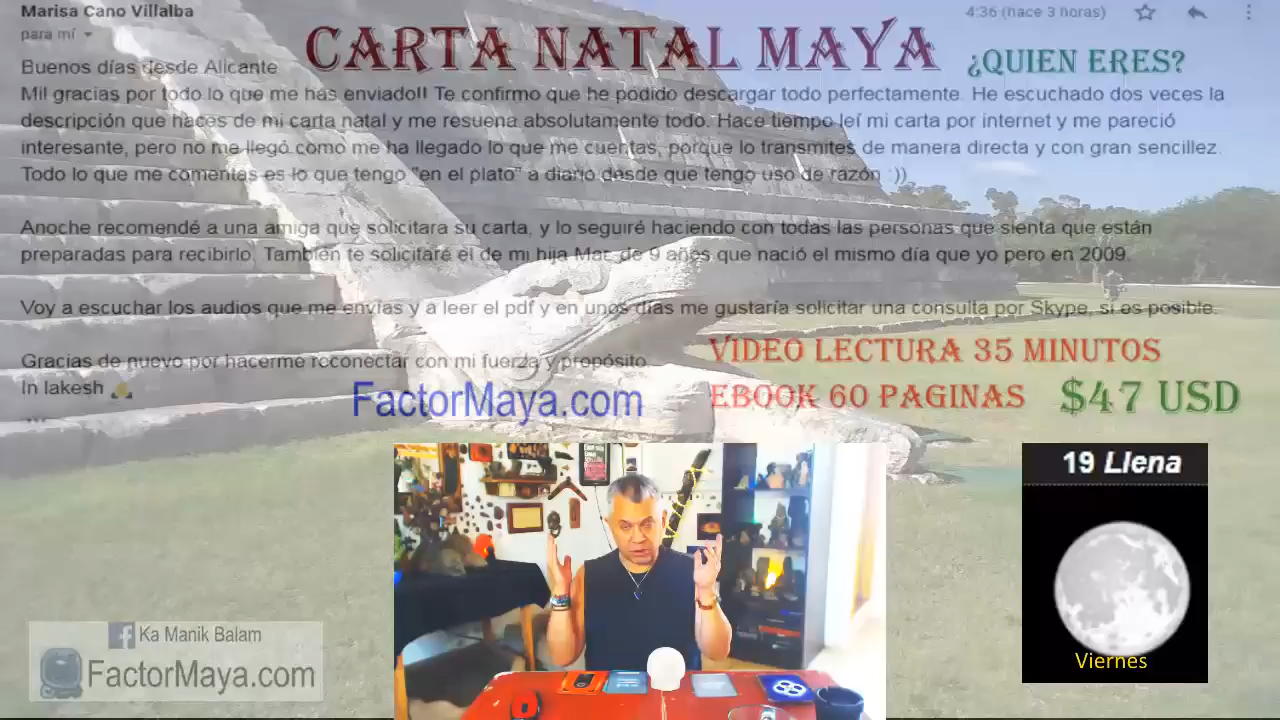 Marisa Cano Villalba
4:36 (hace 3 horas)
para mí
CARTA NATAL MAYA
¿QUIEN ERES?
Buenos días desde Alicante
Mil gracias por todo lo que me has enviado!! Te confirmo que he podido descargar todo perfectamente. He escuchado dos veces la
descripción que haces de mi carta natal y me resuena absolutamente todo. Hace tiempo leí mi carta por internet y me pareció
interesante, pero no me llegó como me ha llegado lo que me cuentas, porque lo transmites de manera directa y con gran sencillez.
Todo lo que me comentas es lo que tengo "en el plato" a diario desde que tengo uso de razón :))
Anoche recomendé a una amiga que solicitara su carta, y lo seguiré haciendo con todas las personas que sienta que están
preparadas para recibirlo. También te solicitaré el de mi hija Mar, de 9 años que nació el mismo día que yo pero en 2009.
Voy a escuchar los audios que me envías y a leer el pdf y en unos días me gustaría solicitar una consulta por Skype, si es posible.
Gracias de nuevo por hacerme reconectar con mi fuerza y propósito.
In lakesh
...
VIDEO LECTURA 35 MINUTOS
FactorMaya.com
EBOOK 60 PAGINAS
$47 USD
19 Llena
Viernes
Ka Manik Balam
FactorMaya.com